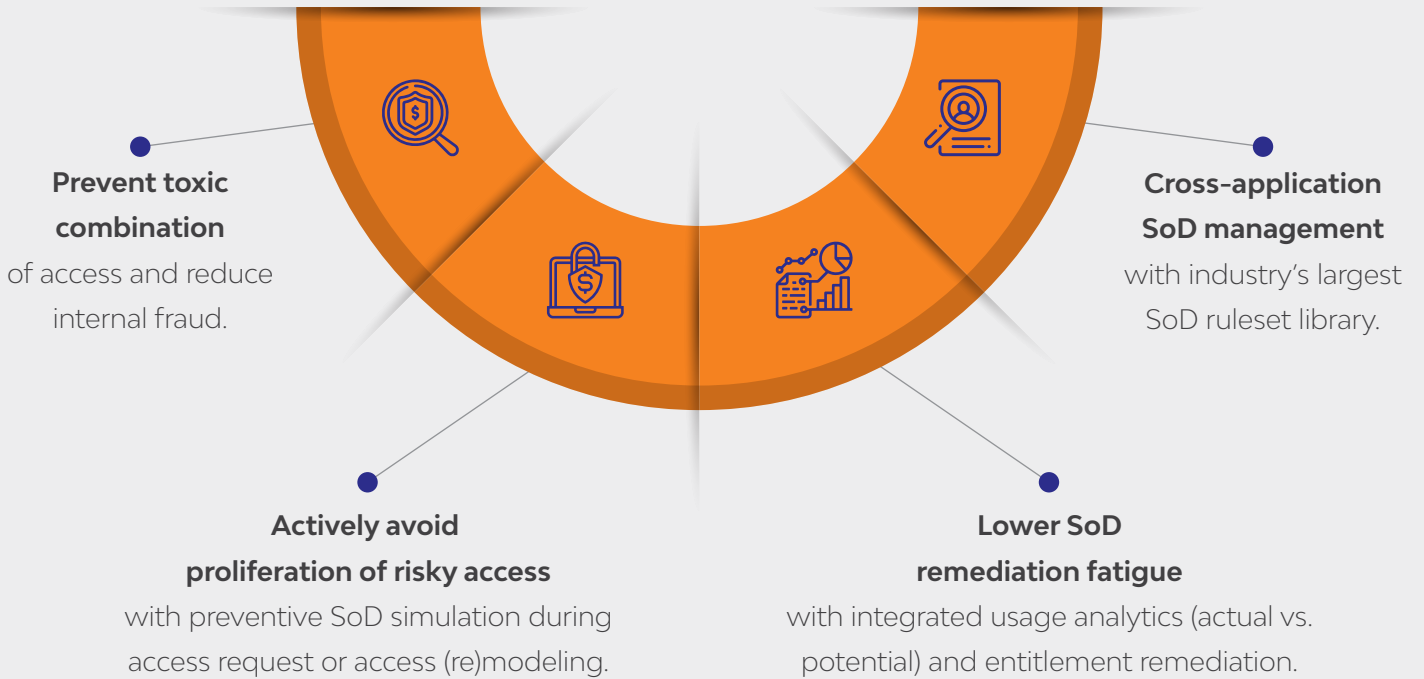 Prevent toxic
combination
of access and reduce
internal fraud.
Cross-application
SoD management
with industry’s largest
SoD ruleset library.
Actively avoid
proliferation of risky access
with preventive SoD simulation during
access request or access (re)modeling.
Lower SoD
remediation fatigue
with integrated usage analytics (actual vs.
potential) and entitlement remediation.
$
$